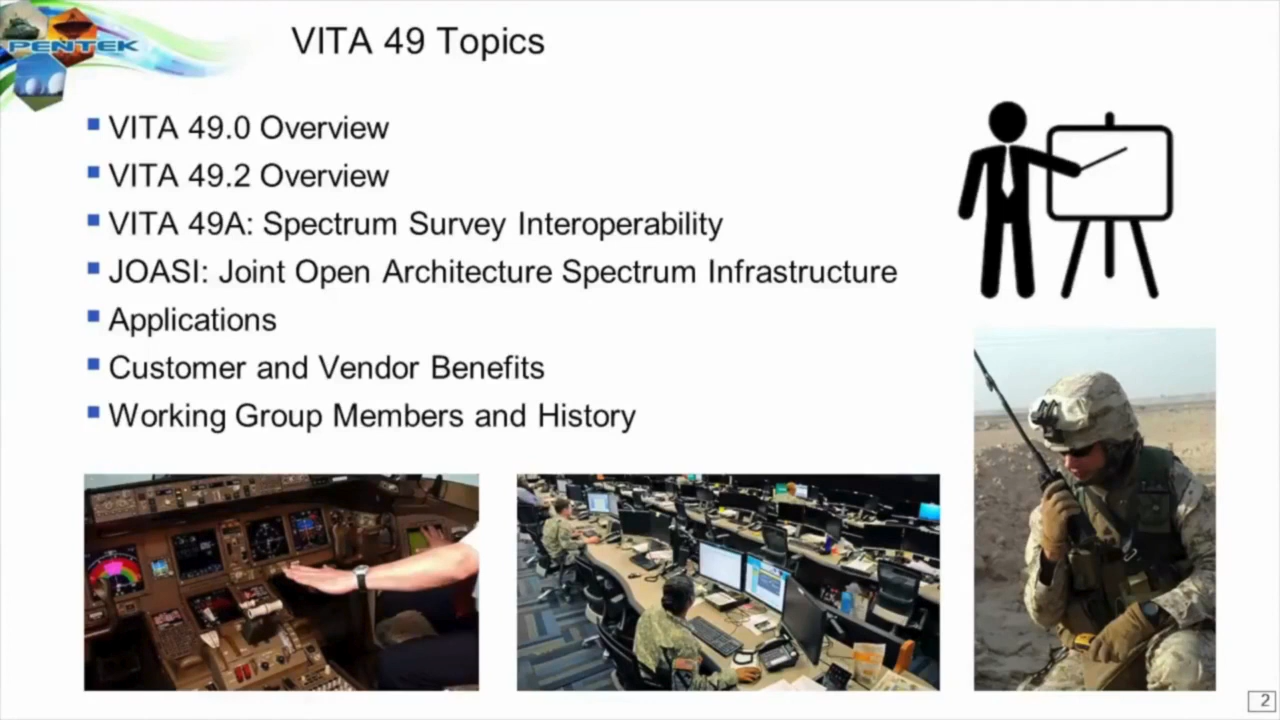 PENTEK
VITA 49 Topics
VITA 49.0 Overview
VITA 49.2 Overview
VITA 49A: Spectrum Survey Interoperability
JOASI: Joint Open Architecture Spectrum Infrastructure
Applications
Customer and Vendor Benefits
Working Group Members and History
2